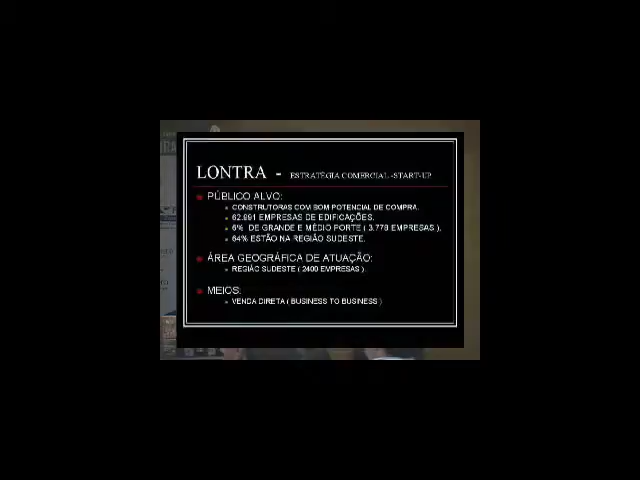 LONTRA - ESTRATÉGIA COMERCIAL -START-UP
PÚBLICO ALVO:
CONSTRUTORAS COM BOM POTENCIAL DE COMPRA.
62.991 EMPRESAS DE EDIFICAÇÕES.
6% DE GRANDE E MÉDIO PORTE ( 3.778 EMPRESAS ).
64% ESTÃO NA REGIÃO SUDESTE.
ÁREA GEOGRÁFICA DE ATUAÇÃO:
REGIÃO SUDESTE ( 2400 EMPRESAS ).
MEIOS:
VENDA DIRETA ( BUSINESS TO BUSINESS )